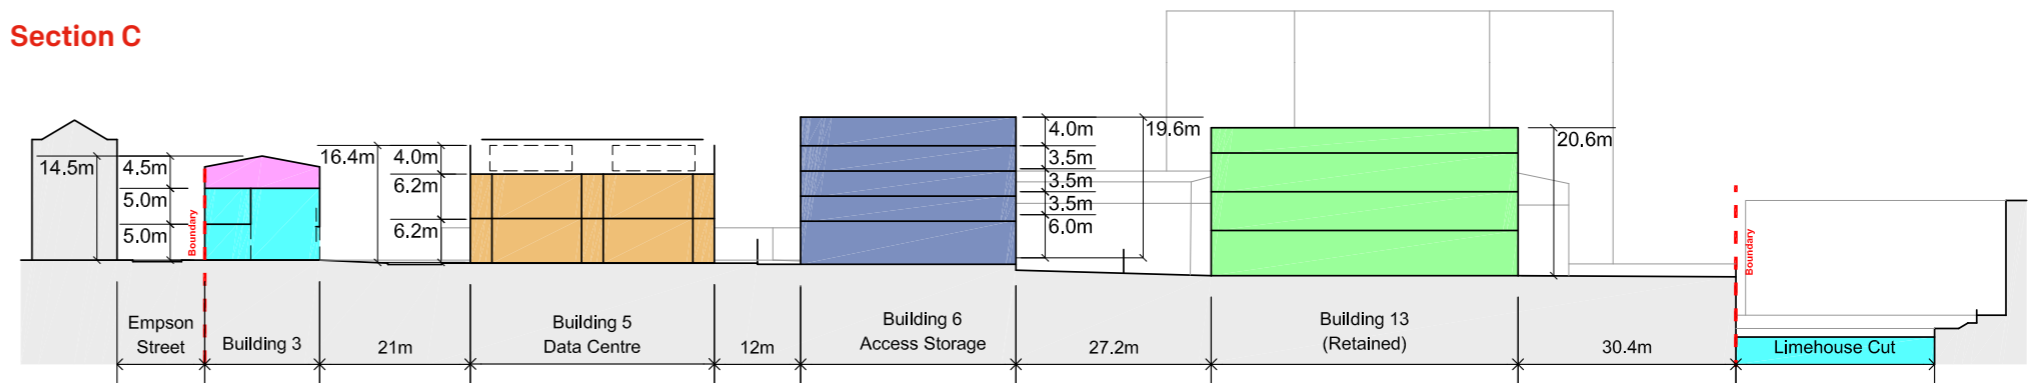 Section C
14.5m
4.5m
5.0m
5.0m
Boundary
16.4m
4.0m
6.2m
6.2m
4.0m
3.5m
3.5m
3.5m
6.0m
19.6m
20.6m
Boundary
Empson
Street
Building 3
21m
Building 5
Data Centre
12m
Building 6
Access Storage
27.2m
Building 13
(Retained)
30.4m
Limehouse Cut